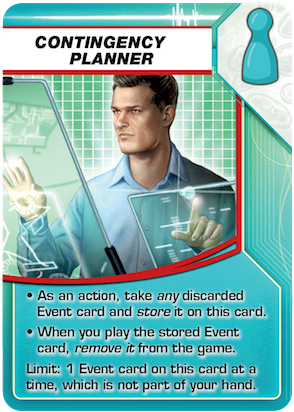 CONTINGENCY
PLANNER
• As an action, take any discarded
Event card and store it on this card.
• When you play the stored Event
card, remove it from the game.
Limit: 1 Event card on this card at a
time, which is not part of your hand.